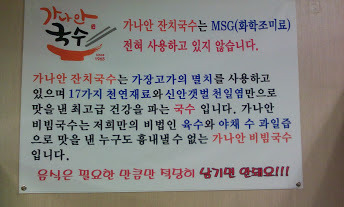 가나안
국수
가나안 잔치국수는 MSG(화학조미료)
전혀 사용하고 있지 않습니다.
가나안 잔치국수는 가장고가의 멸치를 사용하고
있으며 17가지 천연재료와 신안갯벌 천일염만으로
맛을 낸 최고급 건강을 파는 국수 입니다. 가나안
비빔국수는 저희만의 비법인 육수와 야채 수 과일즙
으로 맛을 낸 누구도 흉내낼수 없는 가나안 비빔국수
입니다.
음식은 필요한 만큼만 적당히 남기면 안돼요!!!